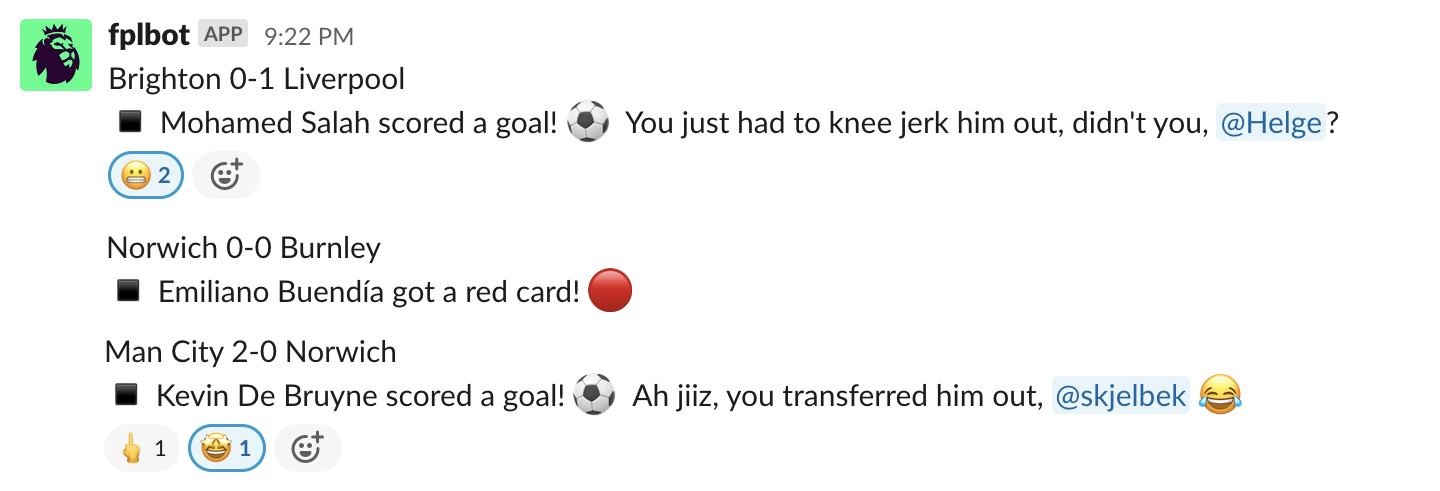 fplbot APP 9:22 PM
Brighton 0-1 Liverpool
◾ Mohamed Salah scored a goal! ⚽ You just had to knee jerk him out, didn't you, @Helge?
😬 2
Norwich 0-0 Burnley
◾ Emiliano Buendía got a red card! 🔴
Man City 2-0 Norwich
◾ Kevin De Bruyne scored a goal! ⚽ Ah jiiz, you transferred him out, @skjelbek 😂
🖕 1 🤩 1